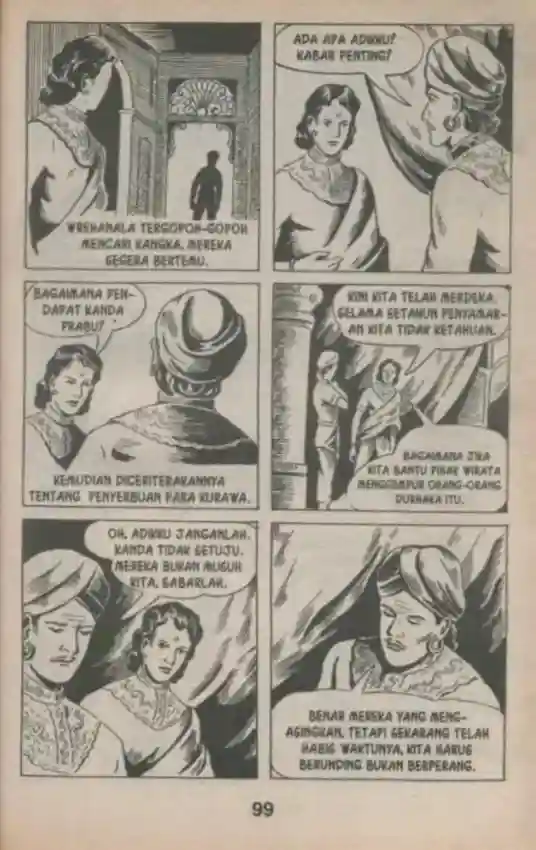 WREHANALA TERGOPOH-GOPOH
MENCARI KANGKA, MEREKA
SEGERA BERTEMU.
ADA APA ADIKKU?
KABAR PENTING?
BAGAIMANA PEN-
DAPAT KANDA
PRABU?
KEMUDIAN DICERITERAKANNYA
TENTANG PENYERBUAN PARA KURAWA.
KINI KITA TELAH MERDEKA.
SELAMA SETAHUN PENYAMAR-
AN KITA TIDAK KETAHUAN.
BAGAIMANA JIKA
KITA BANTU PIHAK WIRATA
MENGGEMPUR ORANG-ORANG
DURHAKA ITU.
OH, ADIKKU JANGANLAH.
KANDA TIDAK SETUJU.
MEREKA BUKAN MUSUH
KITA, SABARLAH.
BENAR MEREKA YANG MENG-
ASINGKAN, TETAPI SEKARANG TELAH
HABIS WAKTUNYA, KITA HARUS
BERUNDING BUKAN BERPERANG.
99